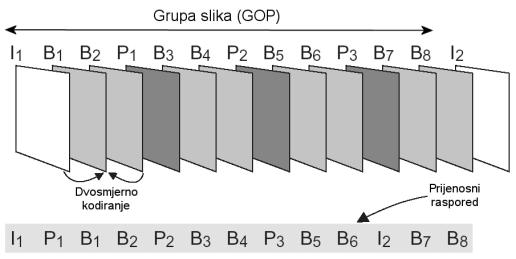 Grupa slika (GOP)
I1 B1 B2 P1 B3 B4 P2 B5 B6 P3 B7 B8 I2
Dvosmjerno
kodiranje
Prijenosni
raspored
I1 P1 B1 B2 P2 B3 B4 P3 B5 B6 I2 B7 B8